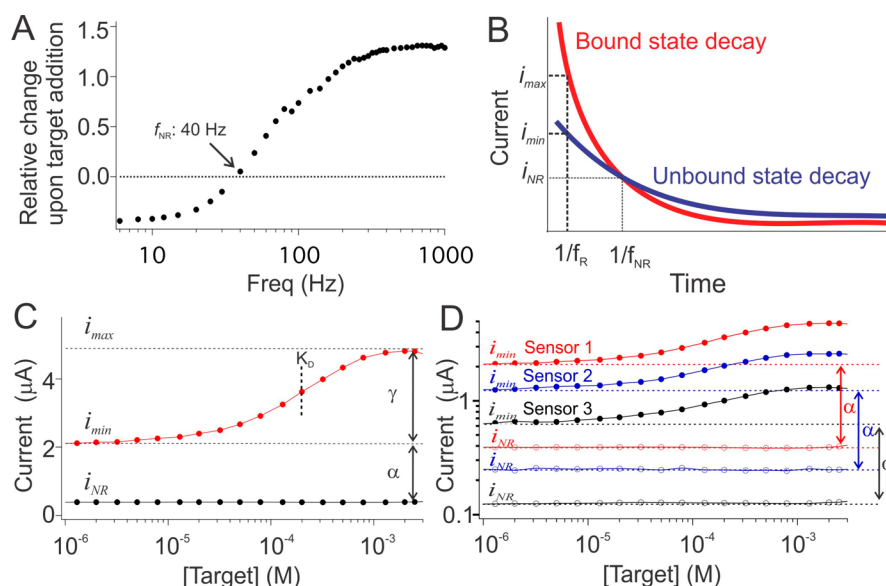 A
Relative change
upon target addition
1.5
1.0
0.5
0.0
f_NR: 40 Hz
10
100
1000
Freq (Hz)
B
Current
i_max
i_min
i_NR
Bound state decay
Unbound state decay
1/f_R
1/f_NR
Time
C
Current (µA)
4
2
0
i_max
i_min
i_NR
K_D
γ
α
10^-6
10^-5
10^-4
10^-3
[Target] (M)
D
Current (µA)
1
0.1
i_min Sensor 1
i_min Sensor 2
i_min Sensor 3
i_NR
i_NR
i_NR
α
α
10^-6
10^-5
10^-4
10^-3
[Target] (M)